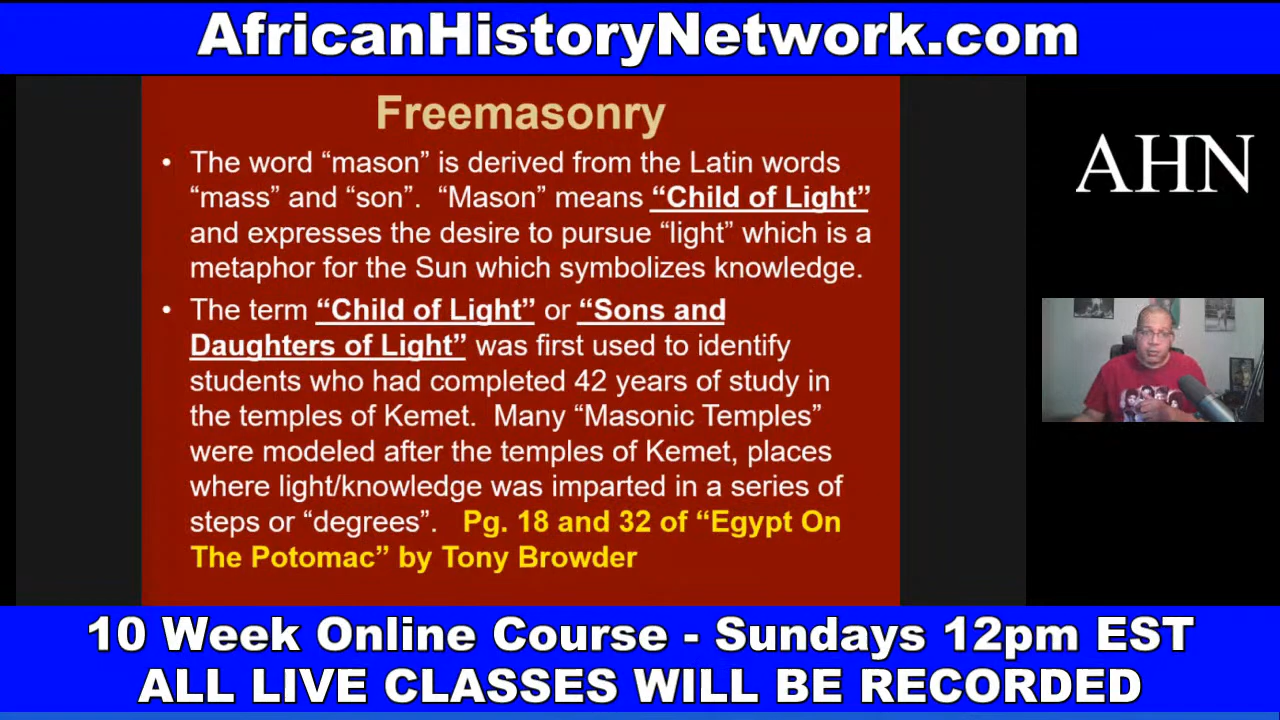 AfricanHistoryNetwork.com
Freemasonry
• The word “mason” is derived from the Latin words
“mass” and “son”.  “Mason” means “Child of Light”
and expresses the desire to pursue “light” which is a
metaphor for the Sun which symbolizes knowledge.
• The term “Child of Light” or “Sons and
Daughters of Light” was first used to identify
students who had completed 42 years of study in
the temples of Kemet.  Many “Masonic Temples”
were modeled after the temples of Kemet, places
where light/knowledge was imparted in a series of
steps or “degrees”.   Pg. 18 and 32 of “Egypt On
The Potomac” by Tony Browder
AHN
10 Week Online Course - Sundays 12pm EST
ALL LIVE CLASSES WILL BE RECORDED